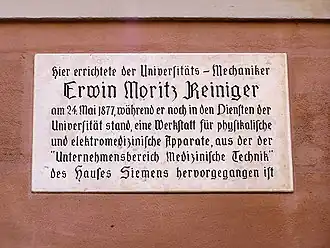 Hier errichtete der Universitäts-Mechaniker
Erwin Moritz Reiniger
am 24. Mai 1877, während er noch in den Diensten der
Universität stand, eine Werkstatt für physikalische
und elektromedizinische Apparate, aus der der
"Unternehmensbereich Medizinische Technik"
des Hauses Siemens hervorgegangen ist